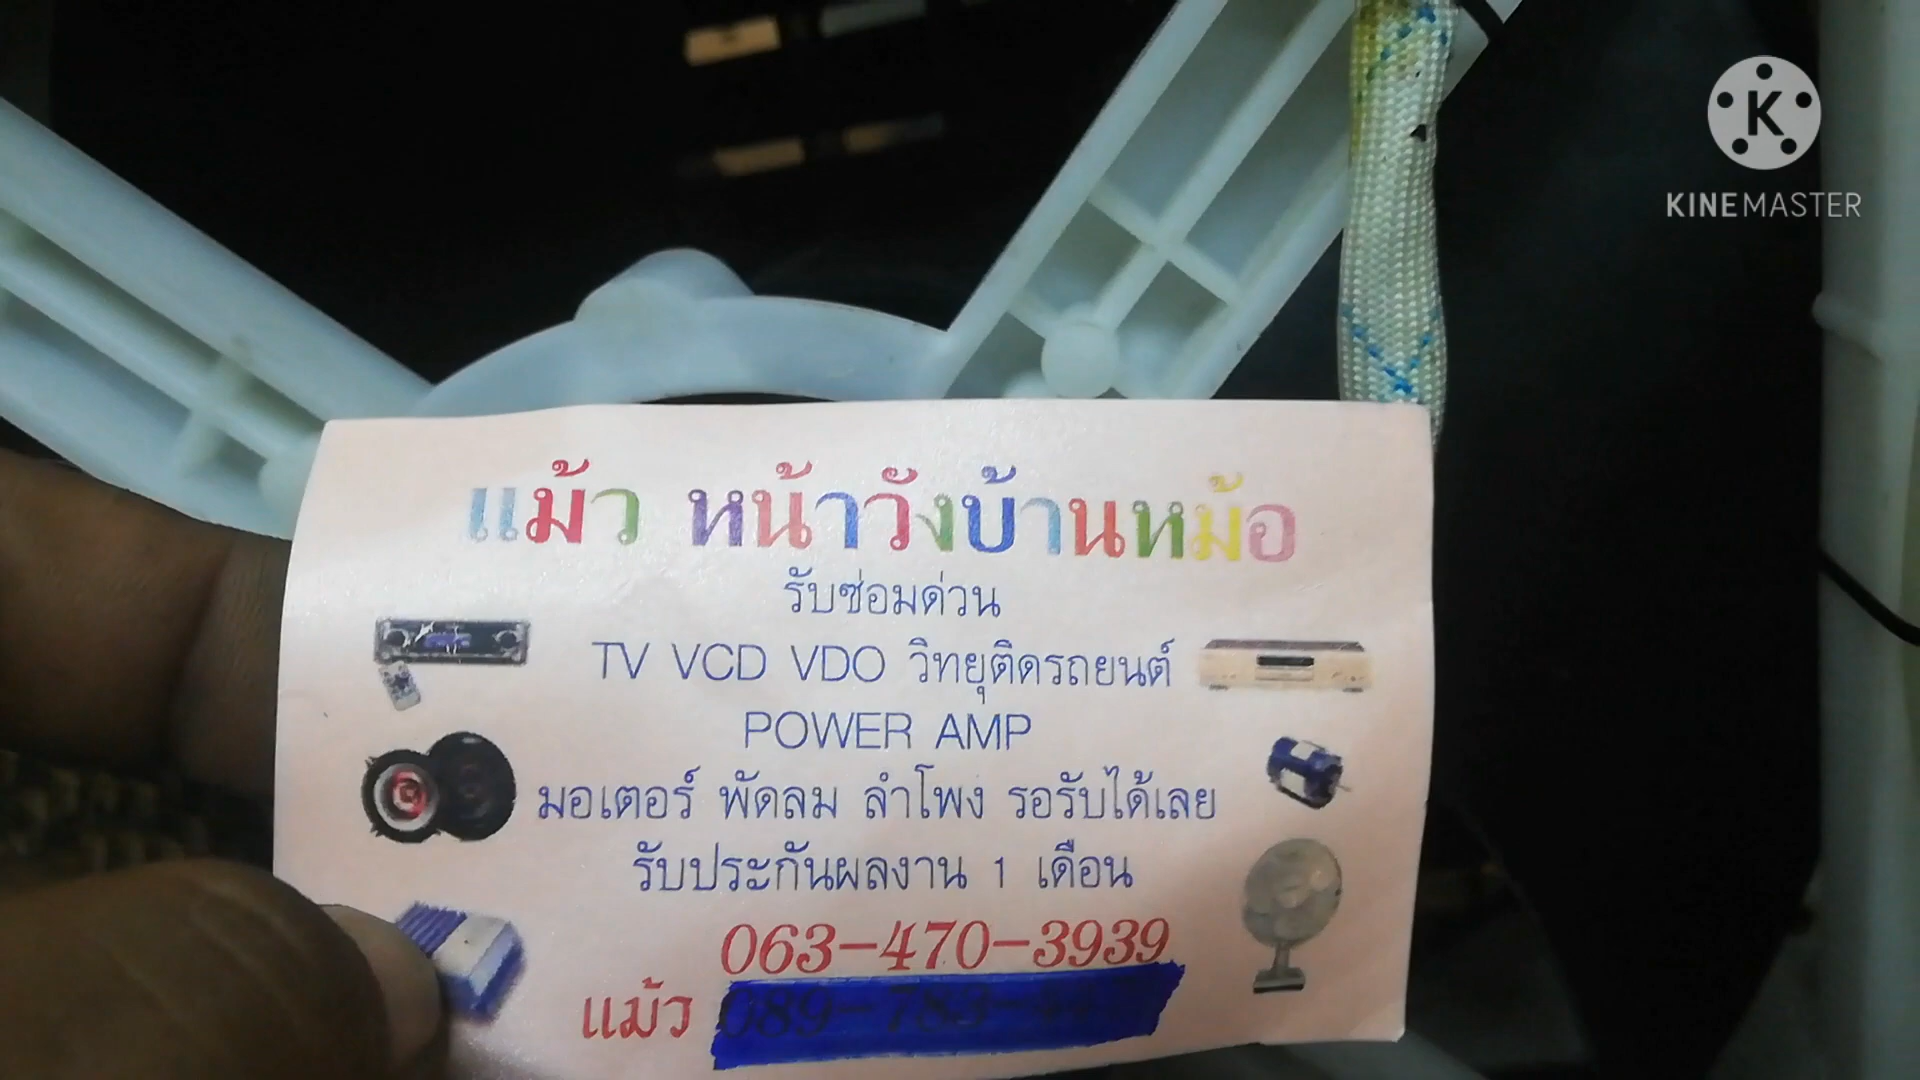 K
KINEMASTER
แม้ว หน้าวังบ้านหม้อ
รับซ่อมด่วน
TV VCD VDO วิทยุติดรถยนต์
POWER AMP
มอเตอร์ พัดลม ลำโพง รอรับได้เลย
รับประกันผลงาน 1 เดือน
063-470-3939
แม้ว